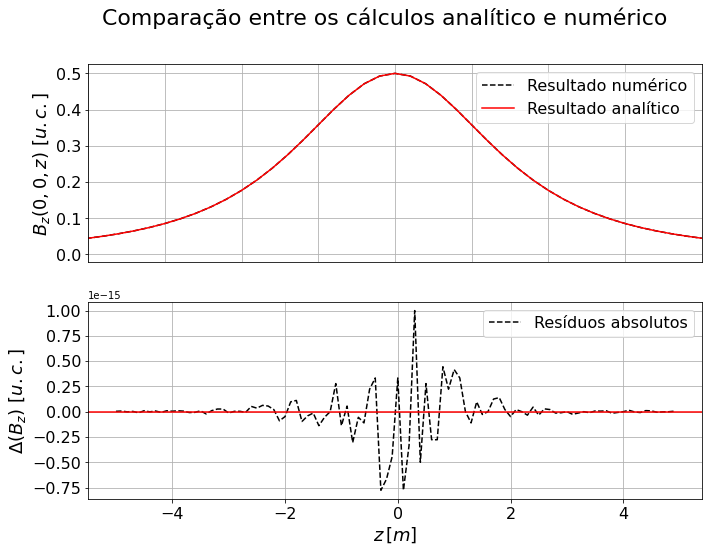 Comparação entre os cálculos analítico e numérico
0.5
0.4
0.3
0.2
0.1
0.0
B_z(0, 0, z) [u.c.]
Resultado numérico
Resultado analítico
1e−15
1.00
0.75
0.50
0.25
0.00
−0.25
−0.50
−0.75
Δ(B_z) [u.c.]
Resíduos absolutos
−4 −2 0 2 4
z [m]